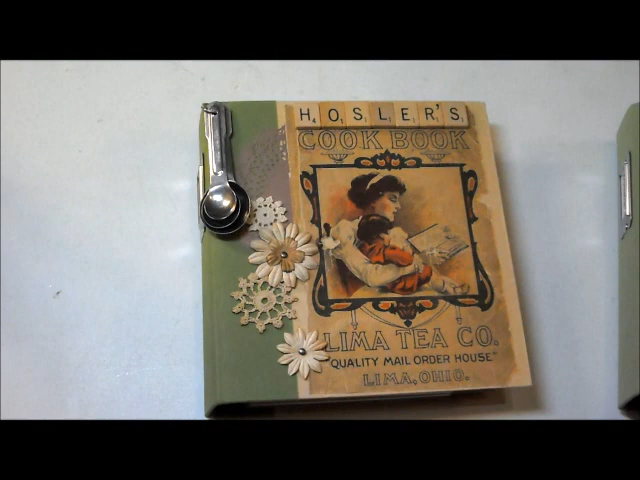 HOSLER'S
COOK BOOK
LIMA TEA CO.
"QUALITY MAIL ORDER HOUSE"
LIMA, OHIO.